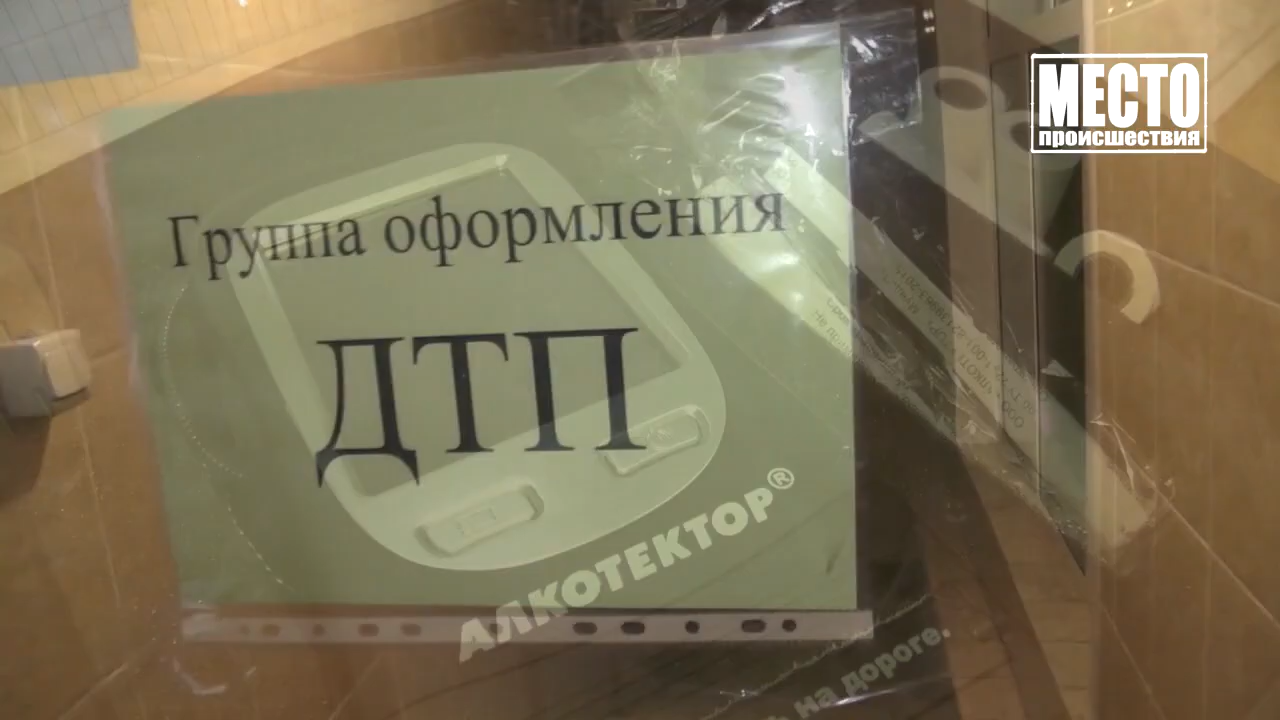 МЕСТО
ПРОИСШЕСТВИЯ
Группа оформления
ДТП
АЛКОТЕКТОР®
на дороге.